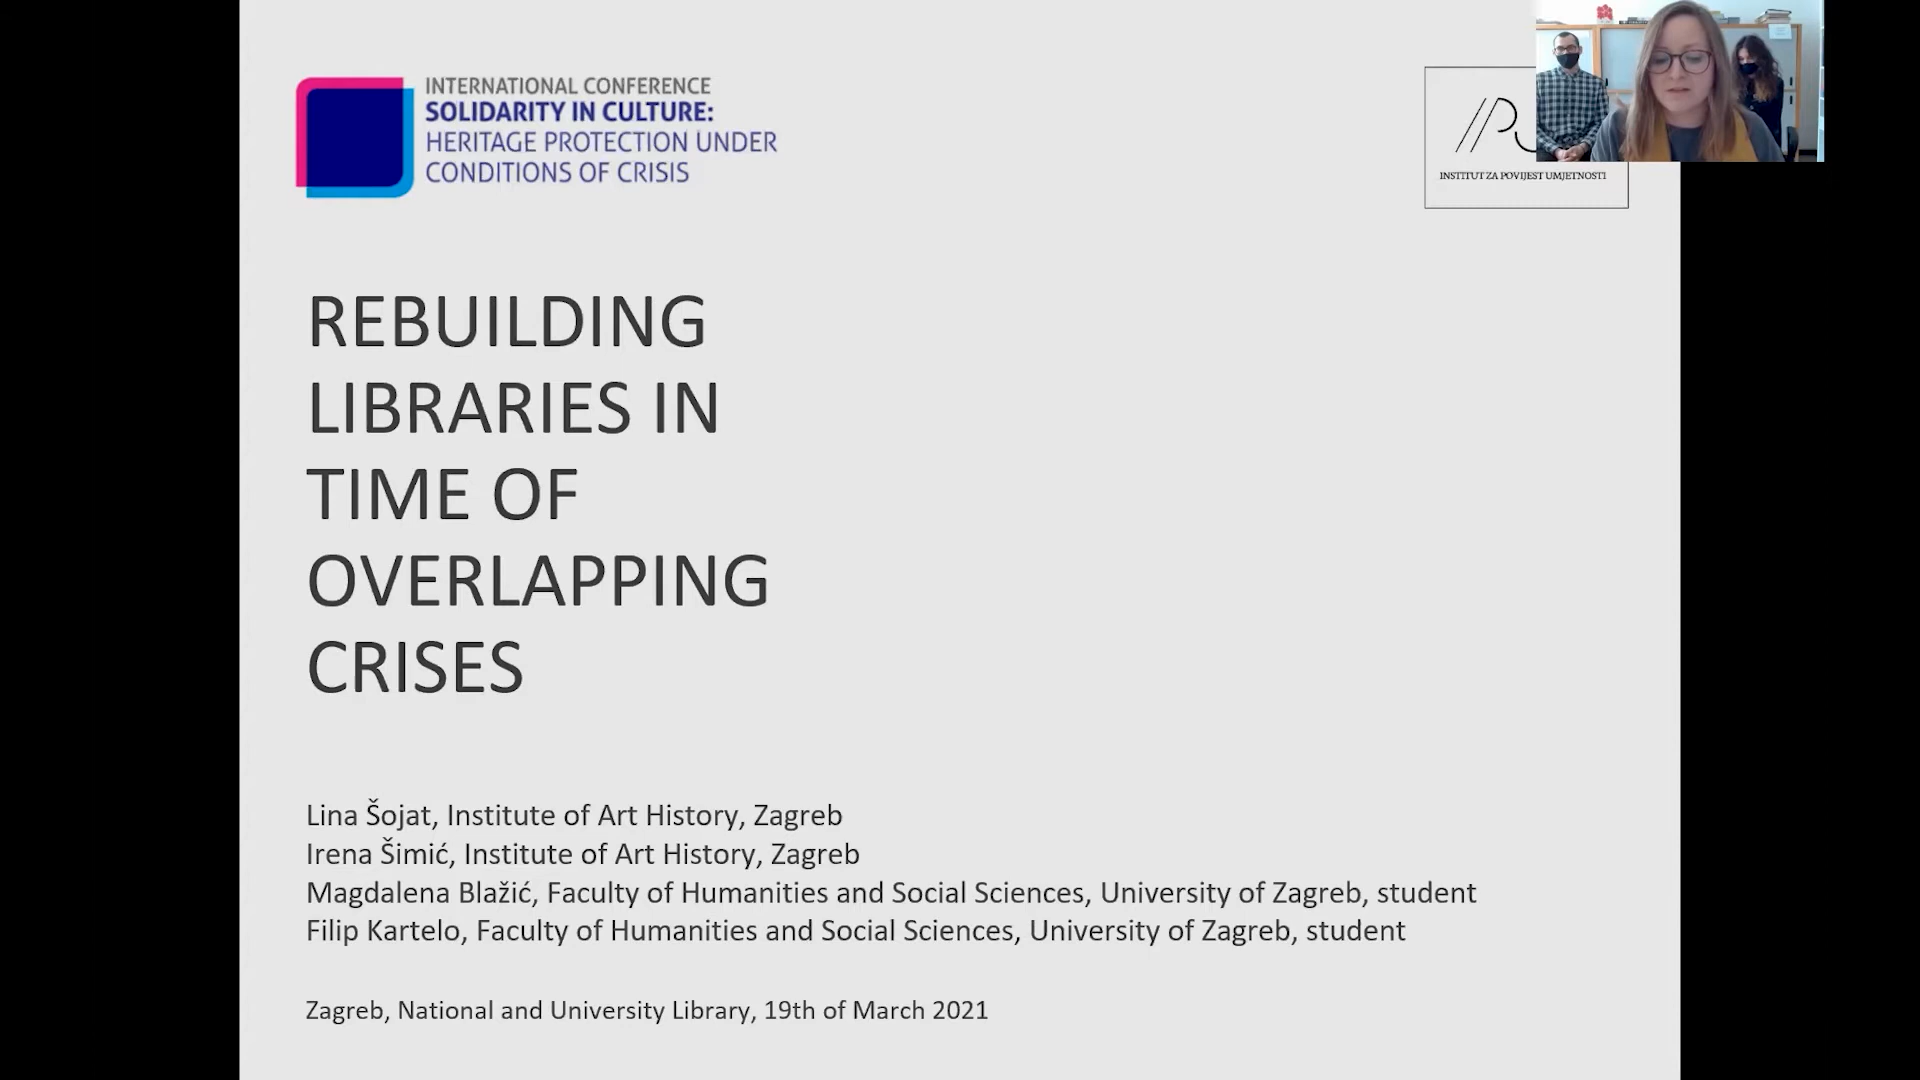 INTERNATIONAL CONFERENCE
SOLIDARITY IN CULTURE:
HERITAGE PROTECTION UNDER
CONDITIONS OF CRISIS
INSTITUT ZA POVIJEST UMJETNOSTI
REBUILDING
LIBRARIES IN
TIME OF
OVERLAPPING
CRISES
Lina Šojat, Institute of Art History, Zagreb
Irena Šimić, Institute of Art History, Zagreb
Magdalena Blažić, Faculty of Humanities and Social Sciences, University of Zagreb, student
Filip Kartelo, Faculty of Humanities and Social Sciences, University of Zagreb, student
Zagreb, National and University Library, 19th of March 2021